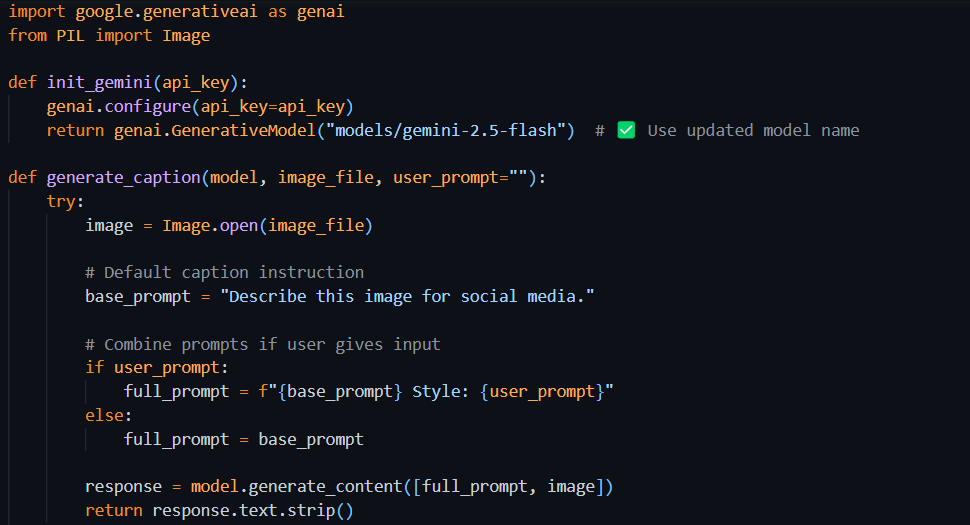 import google.generativeai as genai
from PIL import Image
def init_gemini(api_key):
genai.configure(api_key=api_key)
return genai.GenerativeModel("models/gemini-2.5-flash")  # ✅ Use updated model name
def generate_caption(model, image_file, user_prompt=""):
try:
image = Image.open(image_file)
# Default caption instruction
base_prompt = "Describe this image for social media."
# Combine prompts if user gives input
if user_prompt:
full_prompt = f"{base_prompt} Style: {user_prompt}"
else:
full_prompt = base_prompt
response = model.generate_content([full_prompt, image])
return response.text.strip()